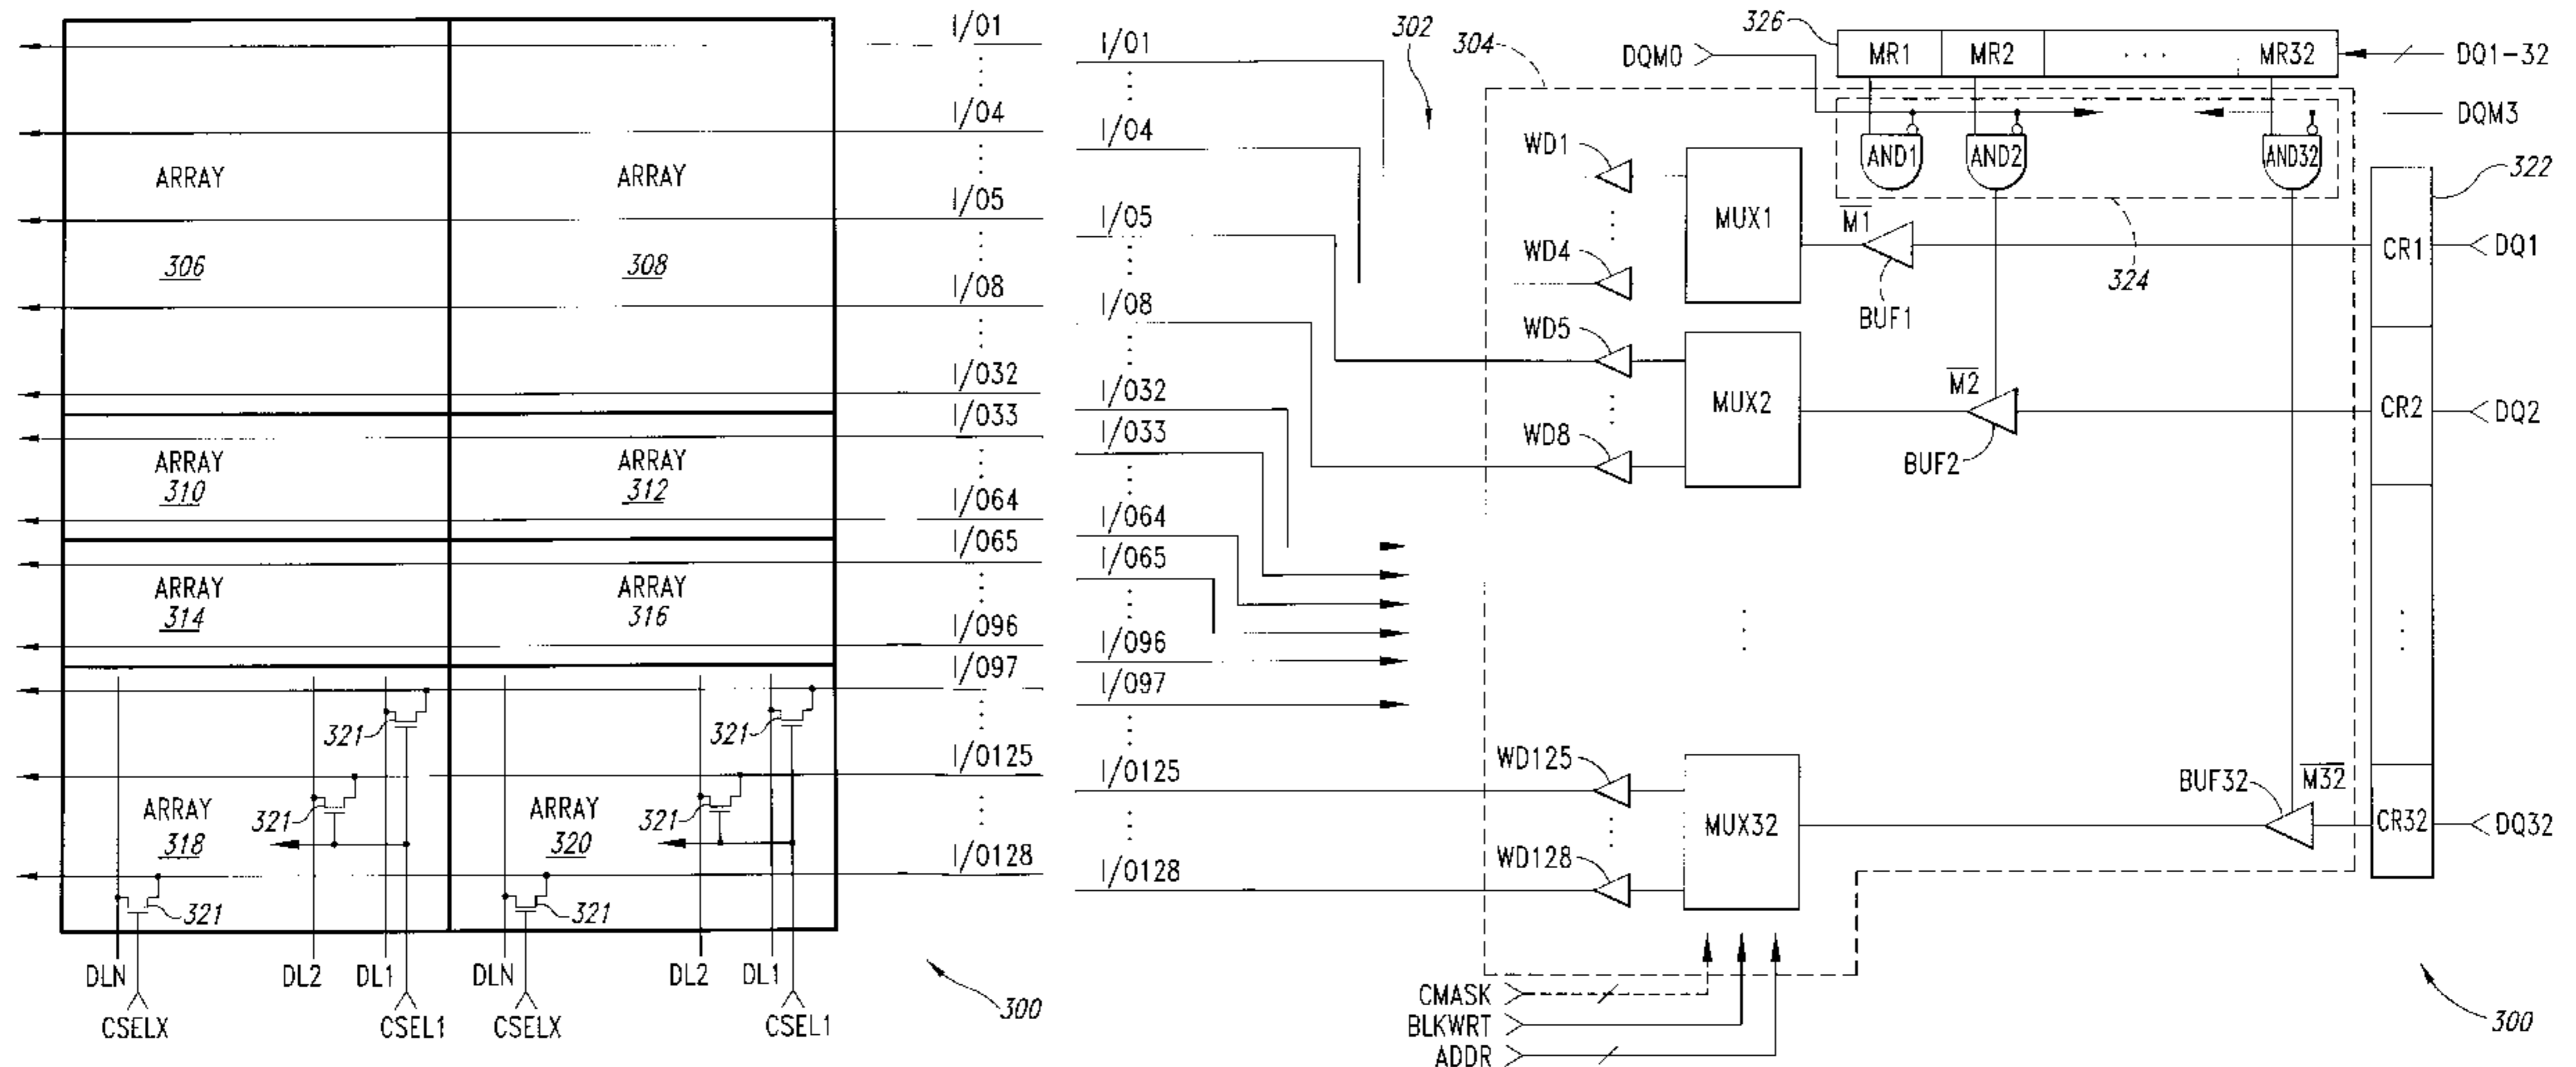 I/01
I/04
ARRAY
ARRAY
I/05
306
308
I/08
I/032
I/033
ARRAY
310
ARRAY
312
I/064
I/065
ARRAY
314
ARRAY
316
I/096
I/097
321
321
I/0125
321
321
ARRAY
318
ARRAY
320
I/0128
321
321
DLN
DL2
DL1
DLN
DL2
DL1
CSELX
CSEL1
CSELX
CSEL1
300
I/01
I/04
I/05
I/08
I/032
I/033
I/064
I/065
I/096
I/097
I/0125
I/0128
302
304
DQM0
326
MR1
MR2
...
MR32
DQ1-32
DQM3
AND1
AND2
AND32
322
WD1
WD4
MUX1
M1
BUF1
324
CR1
DQ1
WD5
WD8
MUX2
M2
BUF2
CR2
DQ2
WD125
WD128
MUX32
BUF32
M32
CR32
DQ32
CMASK
BLKWRT
ADDR
300